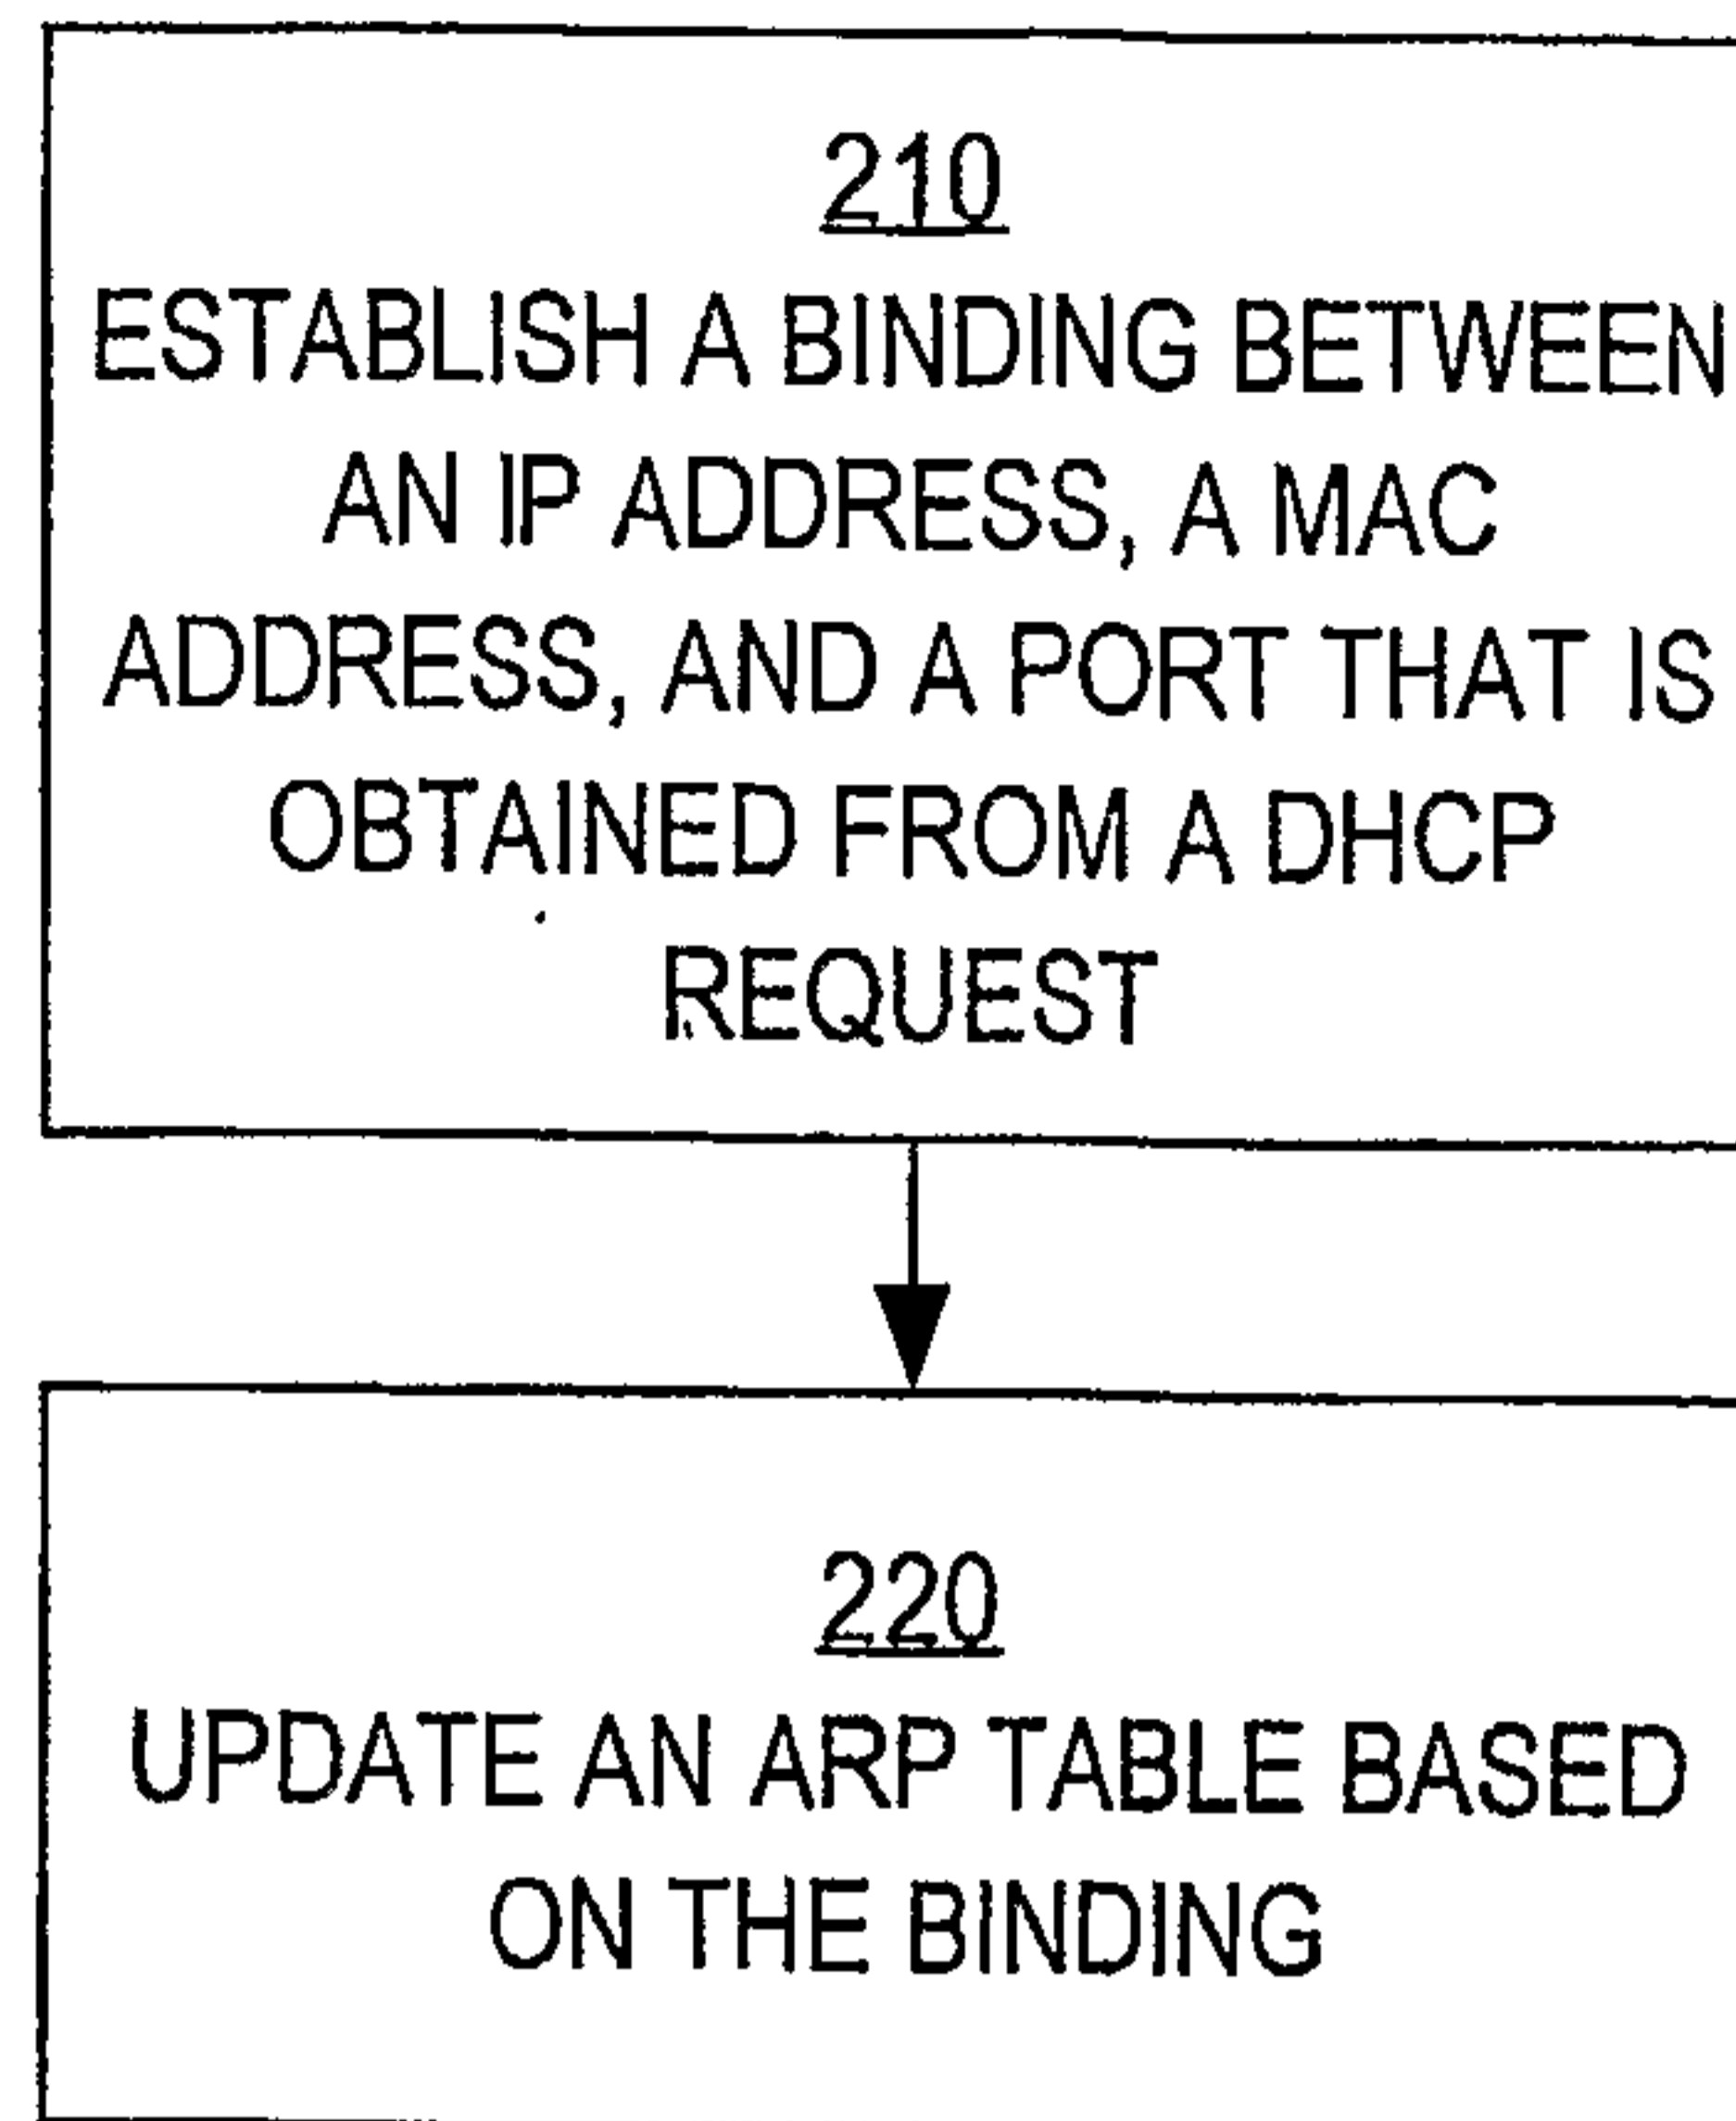 210
ESTABLISH A BINDING BETWEEN
AN IP ADDRESS, A MAC
ADDRESS, AND A PORT THAT IS
OBTAINED FROM A DHCP
REQUEST
220
UPDATE AN ARP TABLE BASED
ON THE BINDING